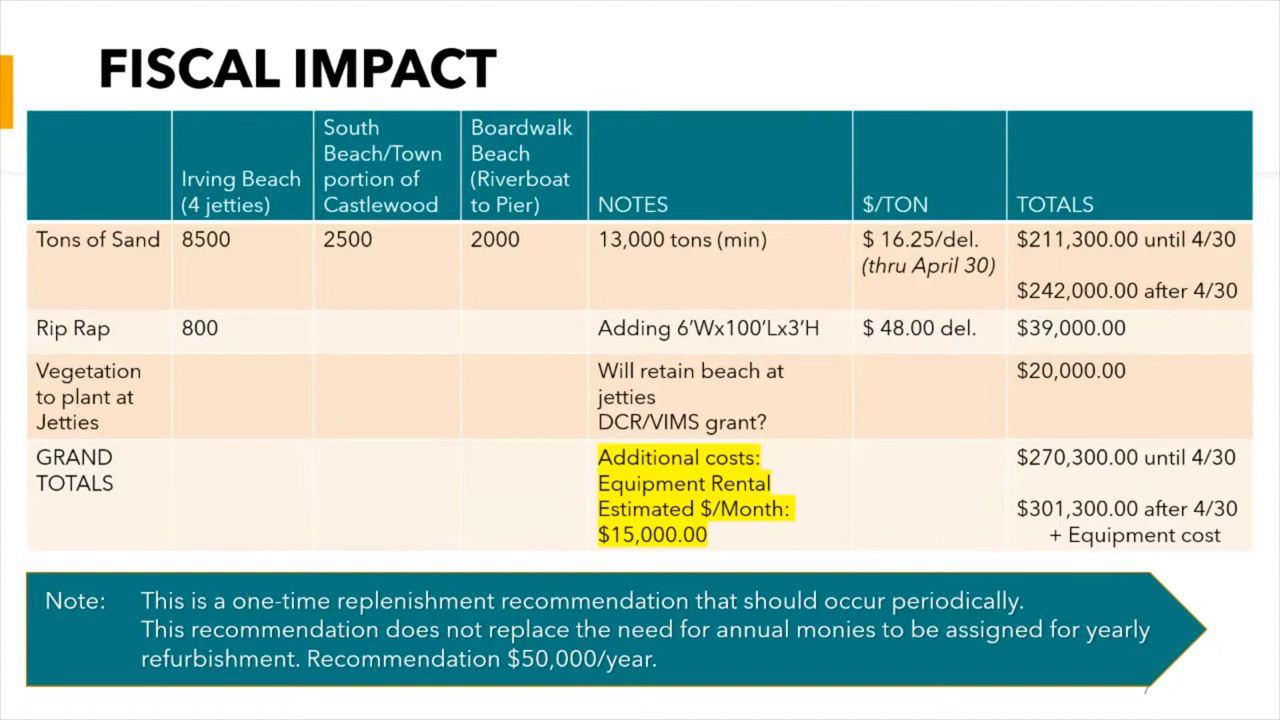 FISCAL IMPACT
Irving Beach
(4 jetties)
South
Beach/Town
portion of
Castlewood
Boardwalk
Beach
(Riverboat
to Pier)
NOTES
$/TON
TOTALS
Tons of Sand
8500
2500
2000
13,000 tons (min)
$ 16.25/del.
(thru April 30)
$211,300.00 until 4/30
$242,000.00 after 4/30
Rip Rap
800
Adding 6’Wx100’Lx3’H
$ 48.00 del.
$39,000.00
Vegetation
to plant at
Jetties
Will retain beach at
jetties
DCR/VIMS grant?
$20,000.00
GRAND
TOTALS
Additional costs:
Equipment Rental
Estimated $/Month:
$15,000.00
$270,300.00 until 4/30
$301,300.00 after 4/30
+ Equipment cost
Note: This is a one-time replenishment recommendation that should occur periodically.
This recommendation does not replace the need for annual monies to be assigned for yearly
refurbishment. Recommendation $50,000/year.